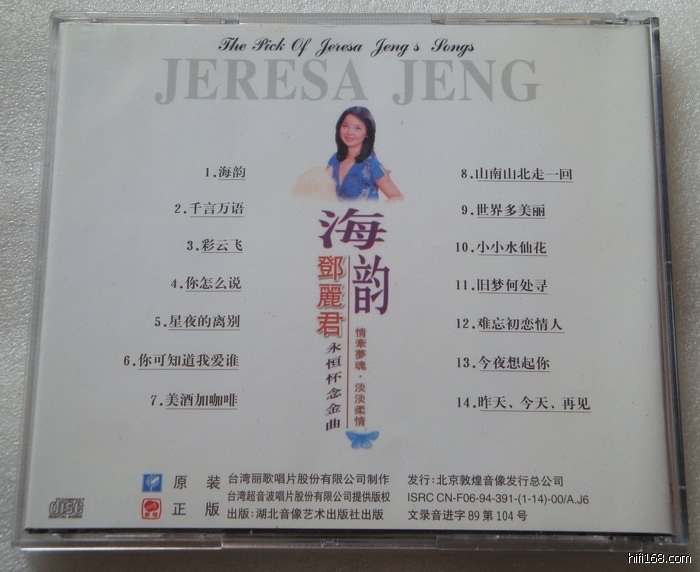 The Pick Of Jeresa Jeng s Songs
JERESA JENG
1.海韵
2.千言万语
3.彩云飞
4.你怎么说
5.星夜的离别
6.你可知道我爱谁
7.美酒加咖啡
8.山南山北走一回
9.世界多美丽
10.小小水仙花
11.旧梦何处寻
12.难忘初恋情人
13.今夜想起你
14.昨天、今天、再见
海韵
鄧麗君
永恒怀念金曲
情牽夢魂·淡淡柔情
原装
正版
台湾丽歌唱片股份有限公司制作
台湾超音波唱片股份有限公司提供版权
出版：湖北音像艺术出版社出版
发行：北京敦煌音像发行总公司
ISRC CN-F06-94-391-(1-14)-00/A.J6
文录音进字89第104号
hifi168.com